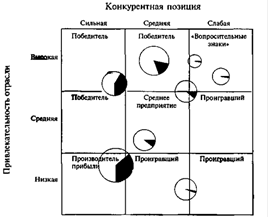 Конкурентная позиция
Сильная Средняя Слабая
Привлекательность отрасли
Высокая
Победитель Победитель «Вопросительные знаки»
Средняя
Победитель Среднее предприятие Проигравший
Низкая
Производитель прибыли Проигравший Проигравший